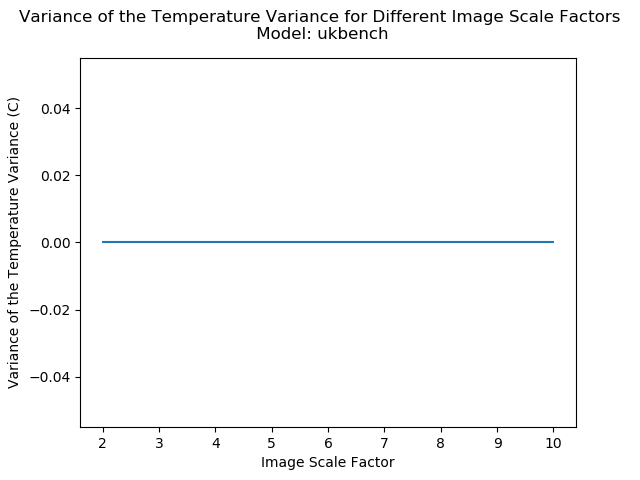 Variance of the Temperature Variance for Different Image Scale Factors
Model: ukbench
Variance of the Temperature Variance (C)
0.04
0.02
0.00
−0.02
−0.04
2 3 4 5 6 7 8 9 10
Image Scale Factor